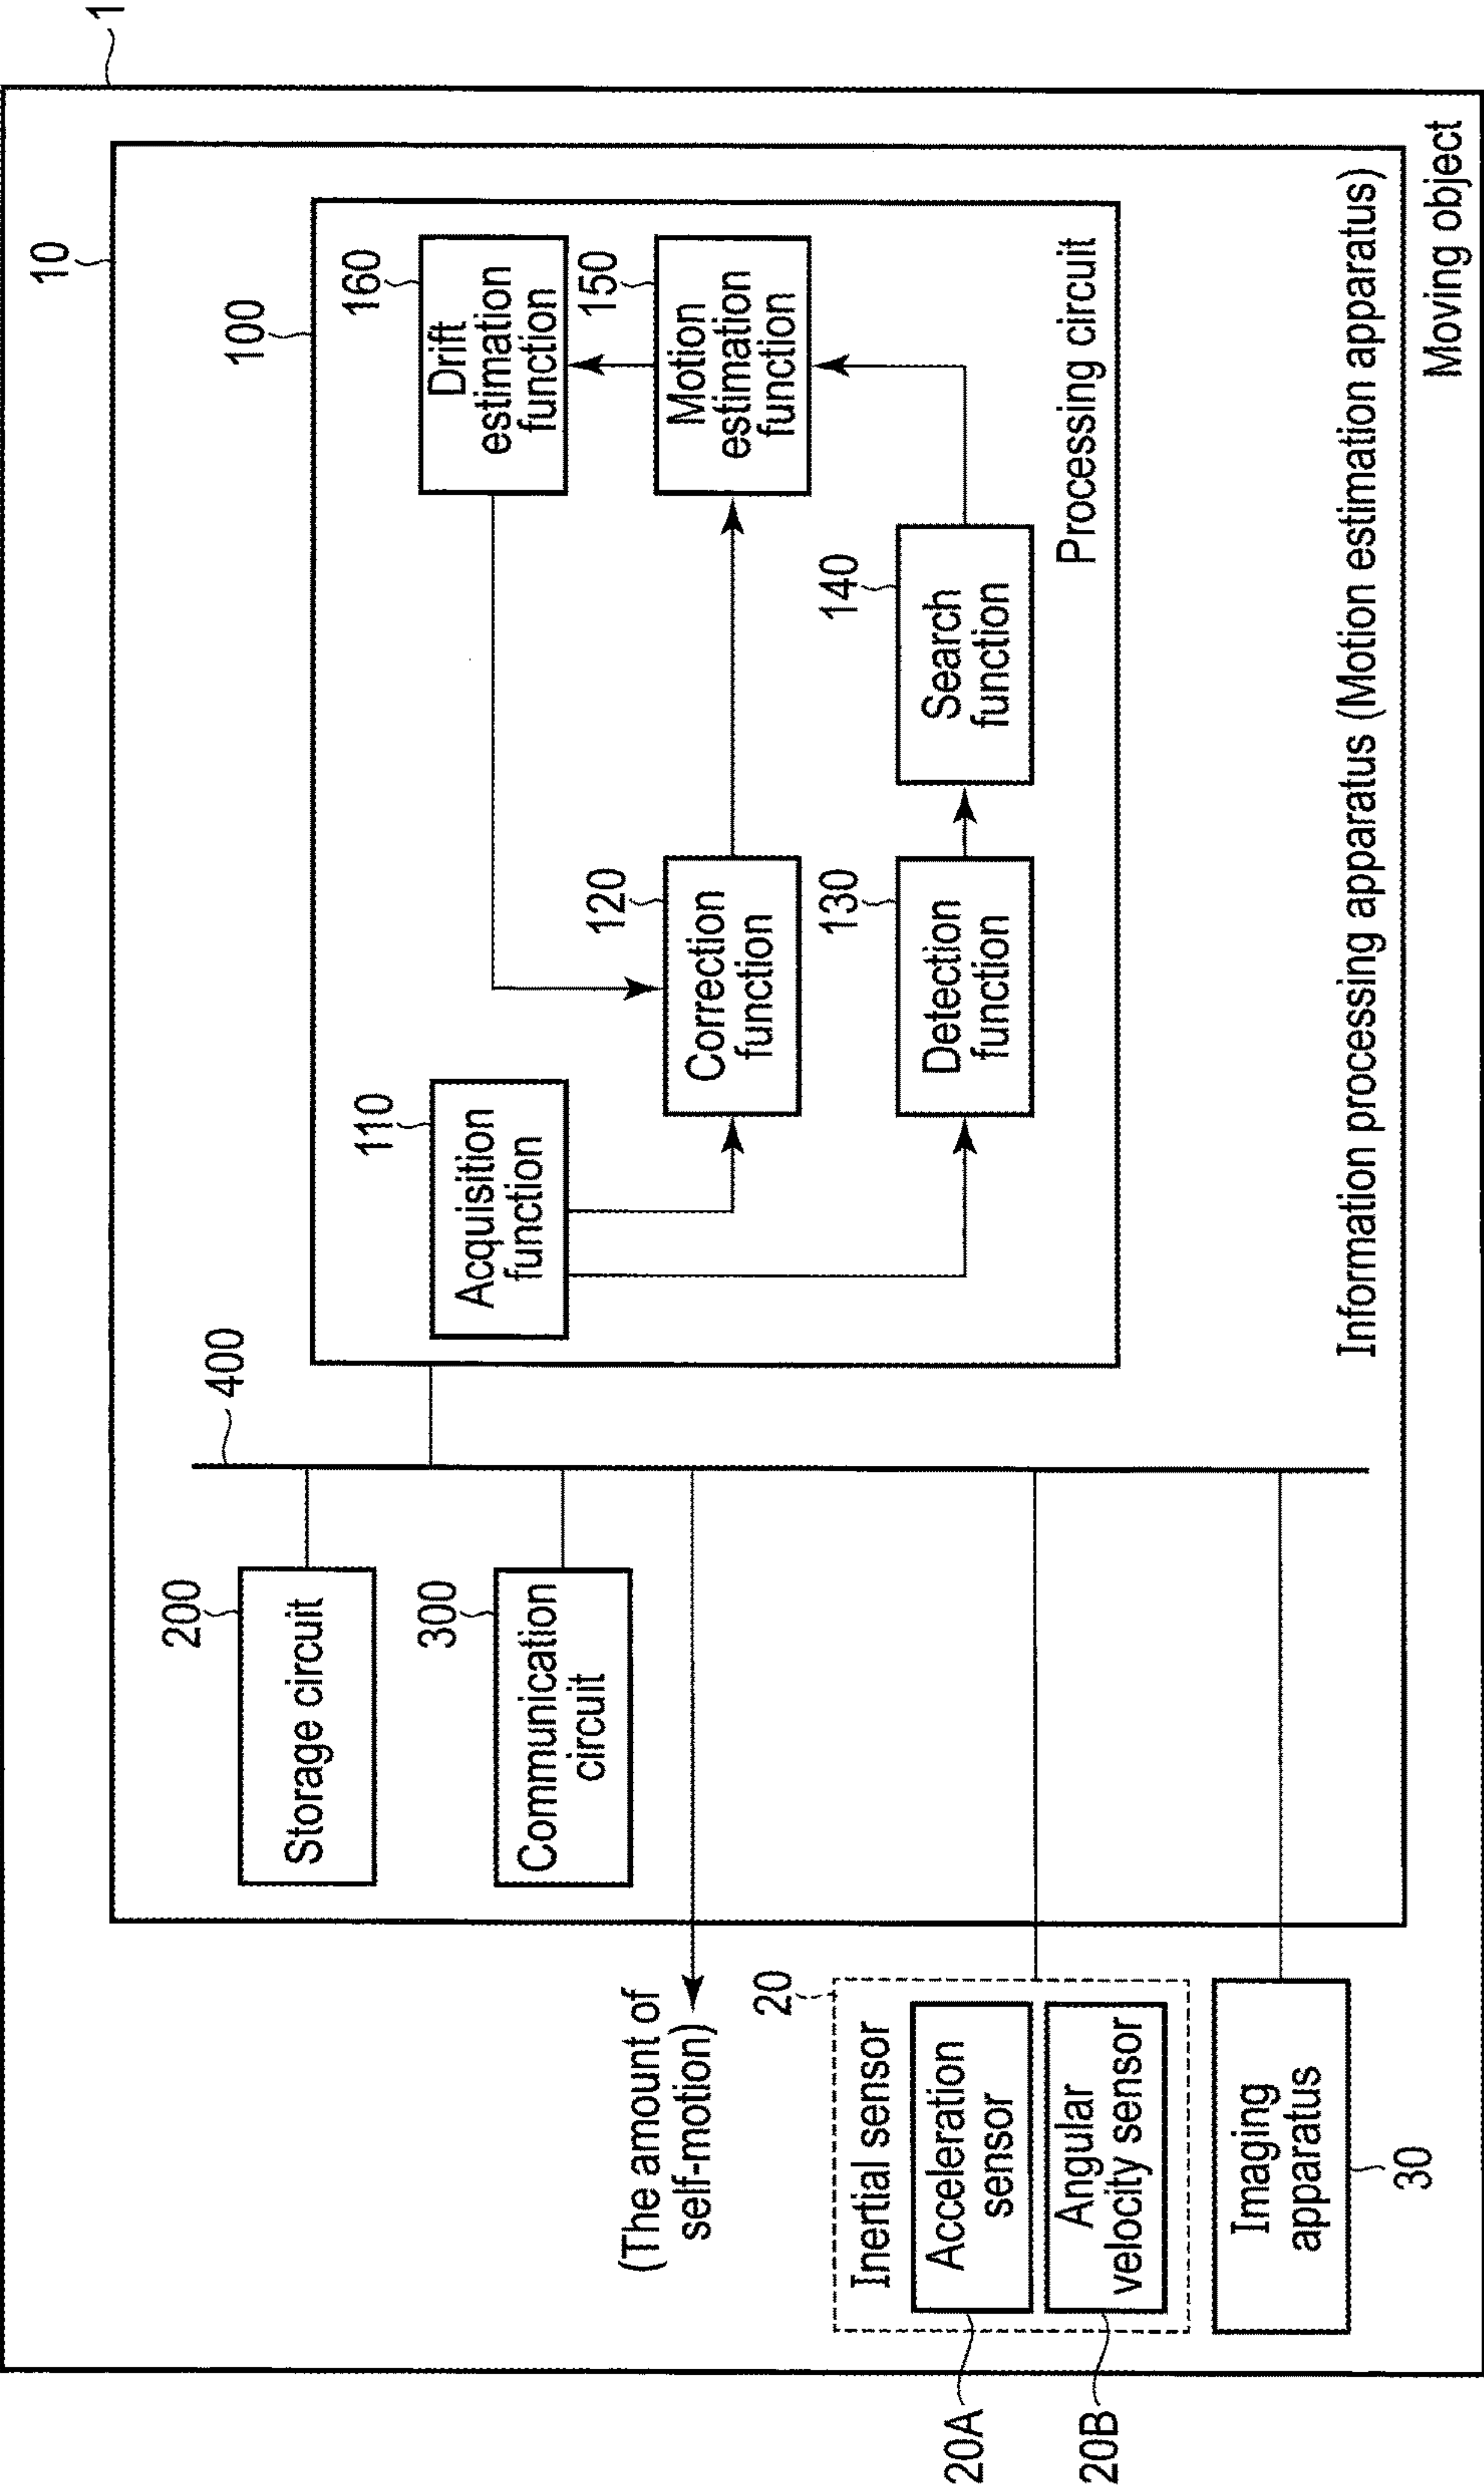 1
10
100
160
Drift
estimation
function
150
Motion
estimation
function
110
Acquisition
function
120
Correction
function
130
Detection
function
140
Search
function
Processing circuit
400
200
Storage circuit
300
Communication
circuit
Information processing apparatus (Motion estimation apparatus)
Moving object
(The amount of
self-motion)
20
Inertial sensor
Acceleration
sensor
20A
Angular
velocity sensor
20B
Imaging
apparatus
30